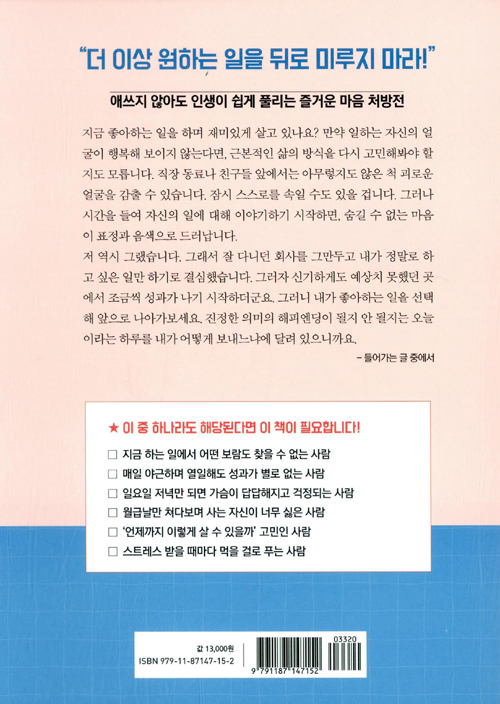 “더 이상 원하는 일을 뒤로 미루지 마라!”
애쓰지 않아도 인생이 쉽게 풀리는 즐거운 마음 처방전
지금 좋아하는 일을 하며 재미있게 살고 있나요? 만약 일하는 자신의 얼
굴이 행복해 보이지 않는다면, 근본적인 삶의 방식을 다시 고민해봐야 할
지도 모릅니다. 직장 동료나 친구들 앞에서는 아무렇지도 않은 척 괴로운
얼굴을 감출 수 있습니다. 잠시 스스로를 속일 수도 있을 겁니다. 그러나
시간을 들여 자신의 일에 대해 이야기하기 시작하면, 숨길 수 없는 마음
이 표정과 음색으로 드러납니다.
저 역시 그랬습니다. 그래서 잘 다니던 회사를 그만두고 내가 정말로 하
고 싶은 일만 하기로 결심했습니다. 그러자 신기하게도 예상치 못했던 곳
에서 조금씩 성과가 나기 시작하더군요. 그러니 내가 좋아하는 일을 선택
해 앞으로 나아가보세요. 진정한 의미의 해피엔딩이 될지 안 될지는 오늘
이라는 하루를 내가 어떻게 보내느냐에 달려 있으니까요.
– 들어가는 글 중에서
★ 이 중 하나라도 해당된다면 이 책이 필요합니다!
□ 지금 하는 일에서 어떤 보람도 찾을 수 없는 사람
□ 매일 야근하며 열일해도 성과가 별로 없는 사람
□ 일요일 저녁만 되면 가슴이 답답해지고 걱정되는 사람
□ 월급날만 쳐다보며 사는 자신이 너무 싫은 사람
□ ‘언제까지 이렇게 살 수 있을까’ 고민인 사람
□ 스트레스 받을 때마다 먹을 걸로 푸는 사람
값 13,000원
ISBN 979-11-87147-15-2
03320
9 791187 147152